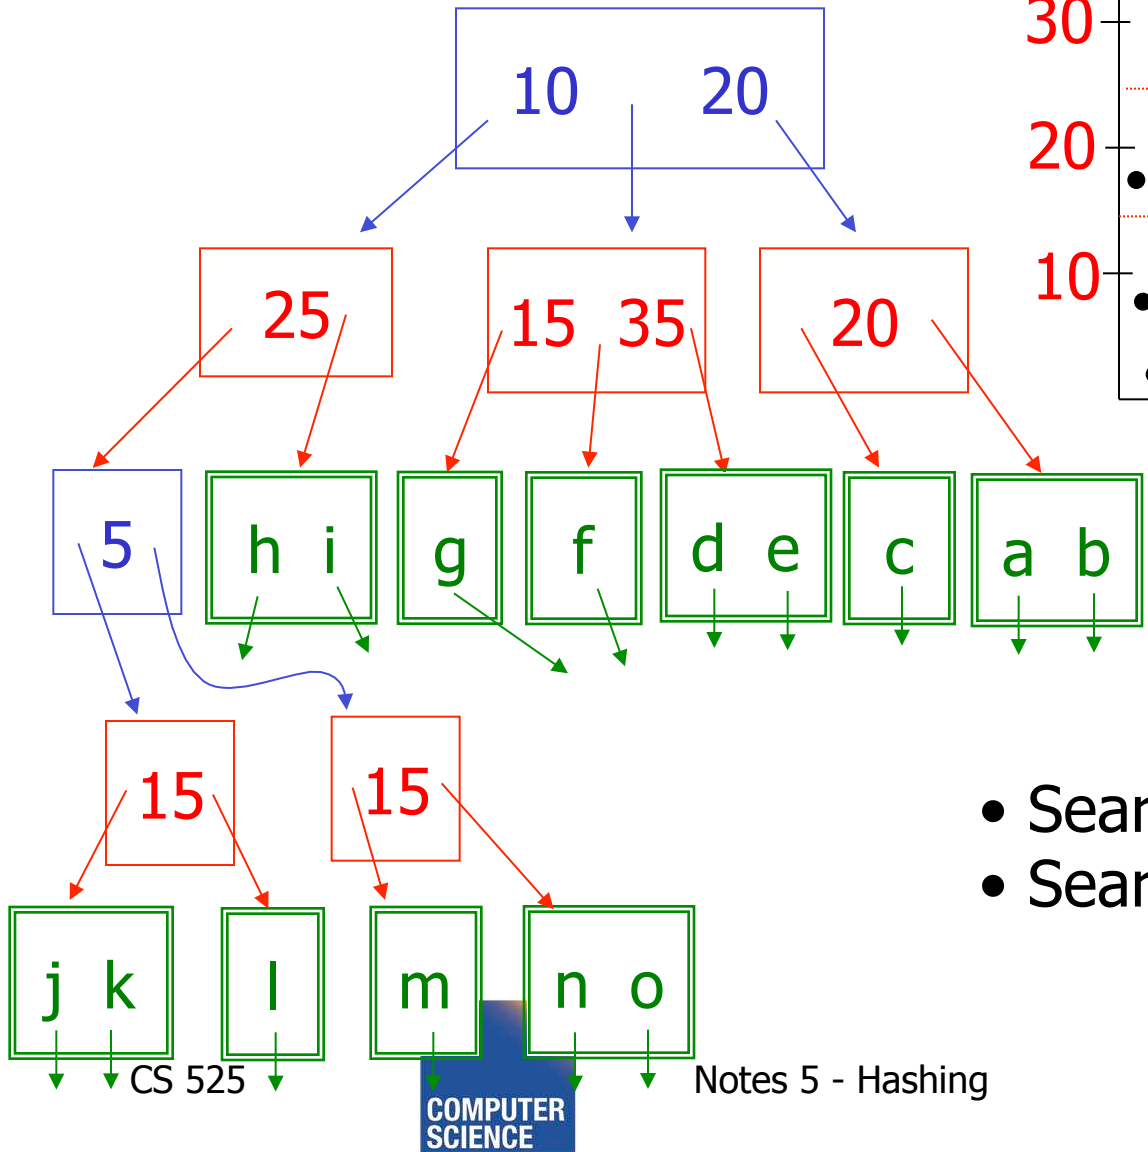 10 20
30
20
10
25
15 35
20
5
h i
g
f
d e
c
a b
15
15
• Sear
• Sear
j k
l
m
n o
CS 525
Notes 5 - Hashing
COMPUTER
SCIENCE